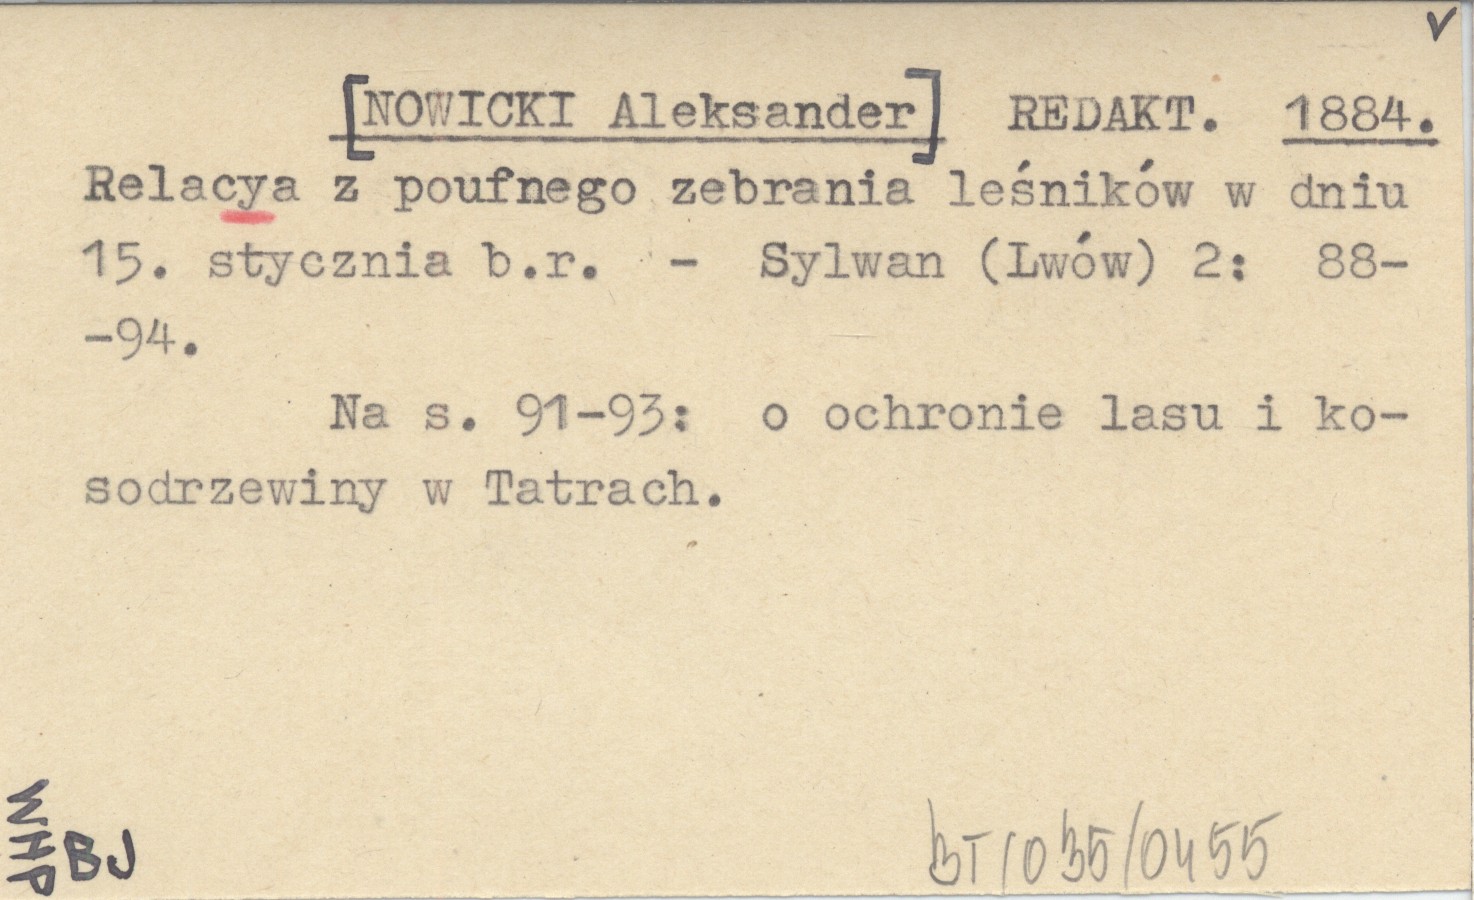 v
[NOWICKI Aleksander] REDAKT. 1884.
Relacya z poufnego zebrania leśników w dniu
15. stycznia b.r. - Sylwan (Lwów) 2: 88-
-94.
Na s. 91-93: o ochronie lasu i ko-
sodrzewiny w Tatrach.
WHP
BJ
BT/035/0455